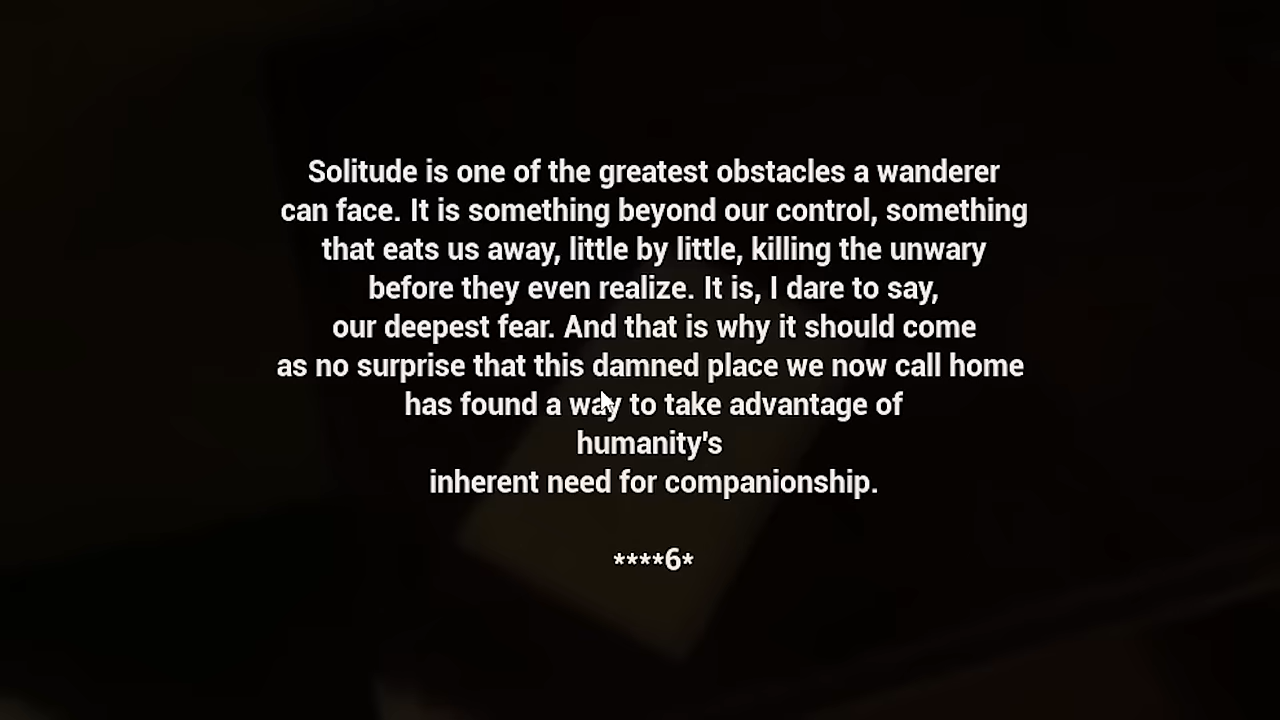 Solitude is one of the greatest obstacles a wanderer
can face. It is something beyond our control, something
that eats us away, little by little, killing the unwary
before they even realize. It is, I dare to say,
our deepest fear. And that is why it should come
as no surprise that this damned place we now call home
has found a way to take advantage of
humanity's
inherent need for companionship.
****6*